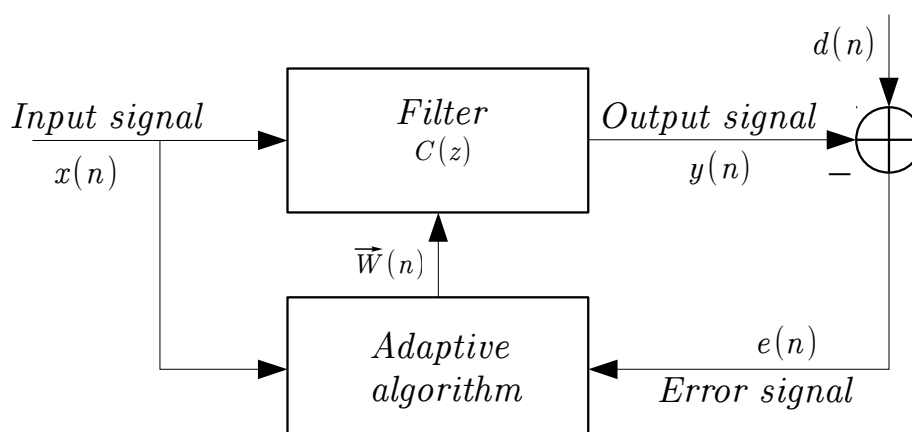 d(n)
Input signal
x(n)
Filter
C(z)
Output signal
y(n)
−
W(n)
Adaptive
algorithm
e(n)
Error signal